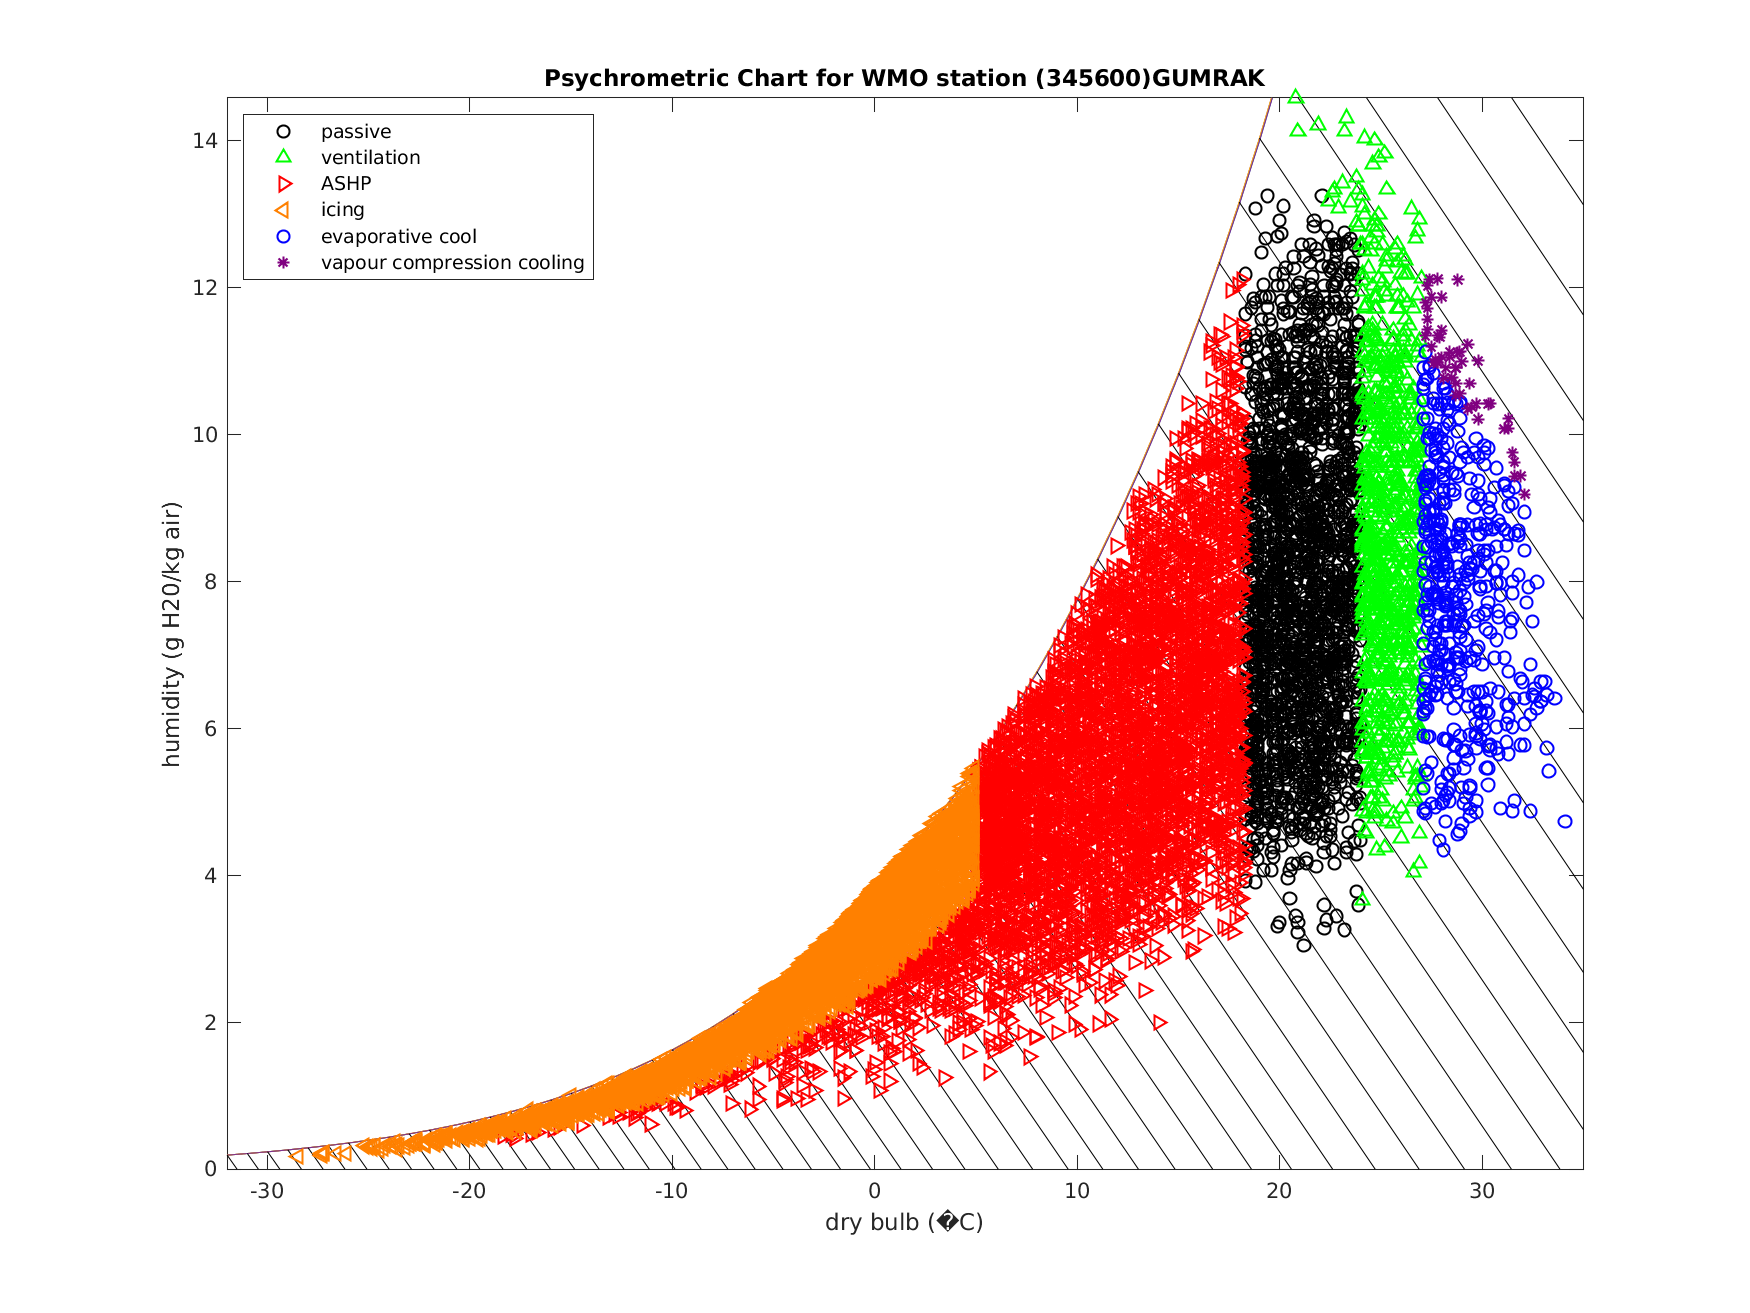 Psychrometric Chart for WMO station (345600)GUMRAK
passive
ventilation
ASHP
icing
evaporative cool
vapour compression cooling
14
12
10
8
6
4
2
0
humidity (g H20/kg air)
-30 -20 -10 0 10 20 30
dry bulb (�C)